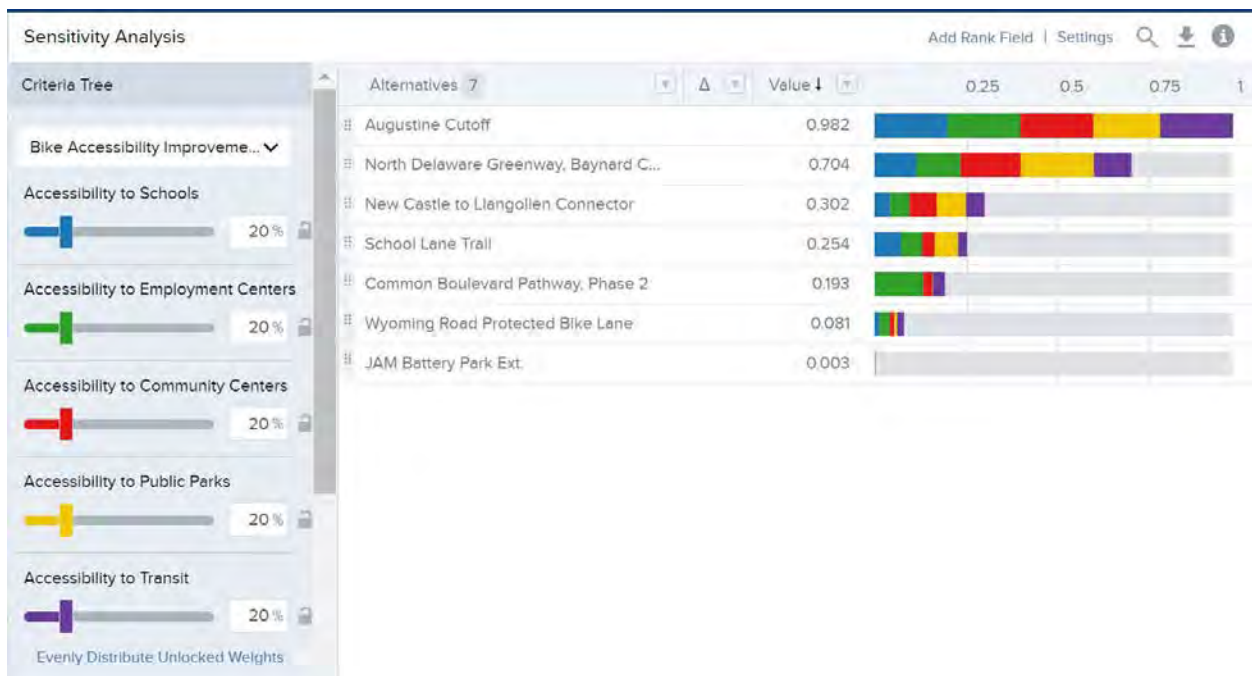 Sensitivity Analysis
Add Rank Field | Settings
Criteria Tree
Alternatives 7 Δ Value ↓ 0.25 0.5 0.75 1
Bike Accessibility Improveme...
Accessibility to Schools
20 %
Accessibility to Employment Centers
20 %
Accessibility to Community Centers
20 %
Accessibility to Public Parks
20 %
Accessibility to Transit
20 %
Evenly Distribute Unlocked Weights
Augustine Cutoff 0.982
North Delaware Greenway, Baynard C... 0.704
New Castle to Llangollen Connector 0.302
School Lane Trail 0.254
Common Boulevard Pathway, Phase 2 0.193
Wyoming Road Protected Bike Lane 0.081
JAM Battery Park Ext. 0.003